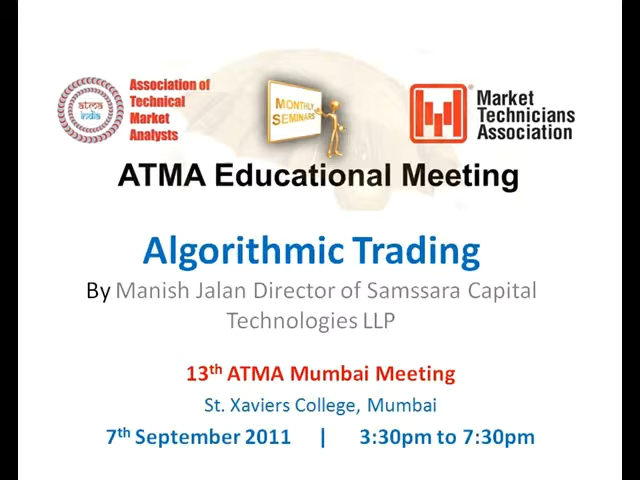 Association of
Technical
Market
Analysts
atma
india
MONTHLY
SEMINARS
Market
Technicians
Association
ATMA Educational Meeting
Algorithmic Trading
By Manish Jalan Director of Samssara Capital
Technologies LLP
13th ATMA Mumbai Meeting
St. Xaviers College, Mumbai
7th September 2011 | 3:30pm to 7:30pm